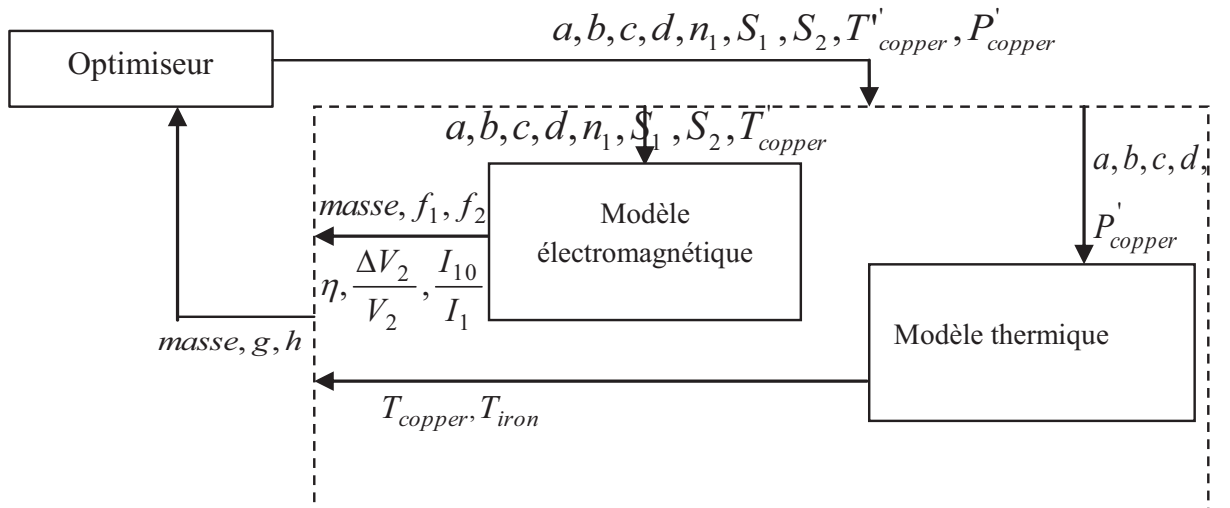 a, b, c, d, n₁, S₁, S₂, T''copper, P'copper
Optimiseur
a, b, c, d, n₁, S₁, S₂, T'copper
a, b, c, d,
P'copper
masse, f₁, f₂
Modèle
électromagnétique
η, ΔV₂/V₂, I₁₀/I₁
Modèle thermique
masse, g, h
Tcopper, Tiron